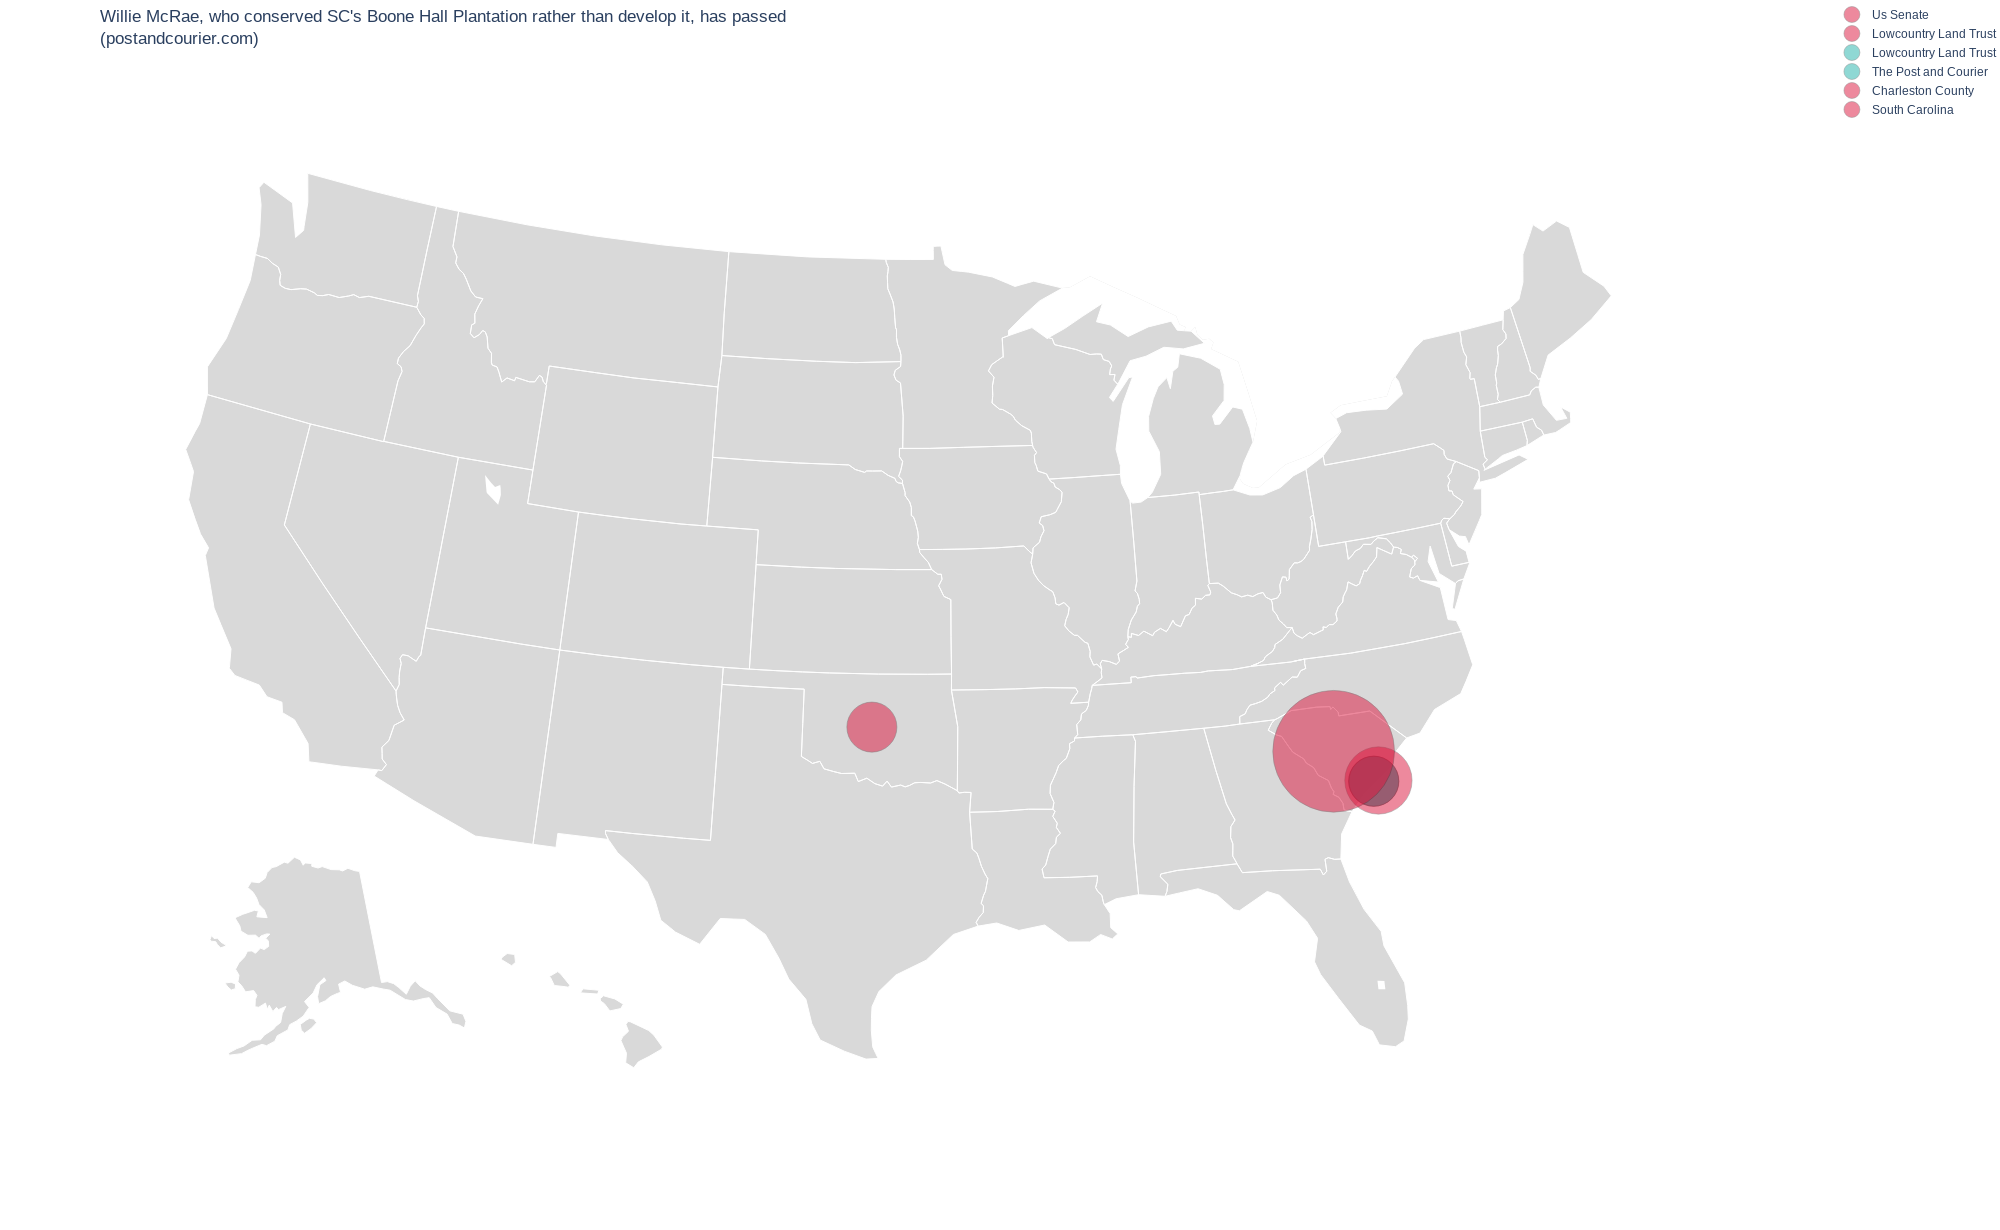 Willie McRae, who conserved SC's Boone Hall Plantation rather than develop it, has passed
(postandcourier.com)
Us Senate
Lowcountry Land Trust
Lowcountry Land Trust
The Post and Courier
Charleston County
South Carolina